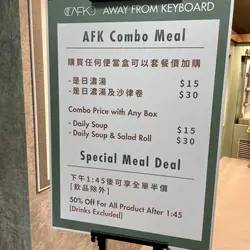 AFK AWAY FROM KEYBOARD
AFK Combo Meal
購買任何便當盒可以套餐價加購
-是日濃湯 $15
-是日濃湯及沙律卷 $30
Combo Price with Any Box
- Daily Soup $15
- Daily Soup & Salad Roll $30
Special Meal Deal
下午1:45後可享全單半價
[飲品除外]
50% Off For All Product After 1:45
[Drinks Excluded]